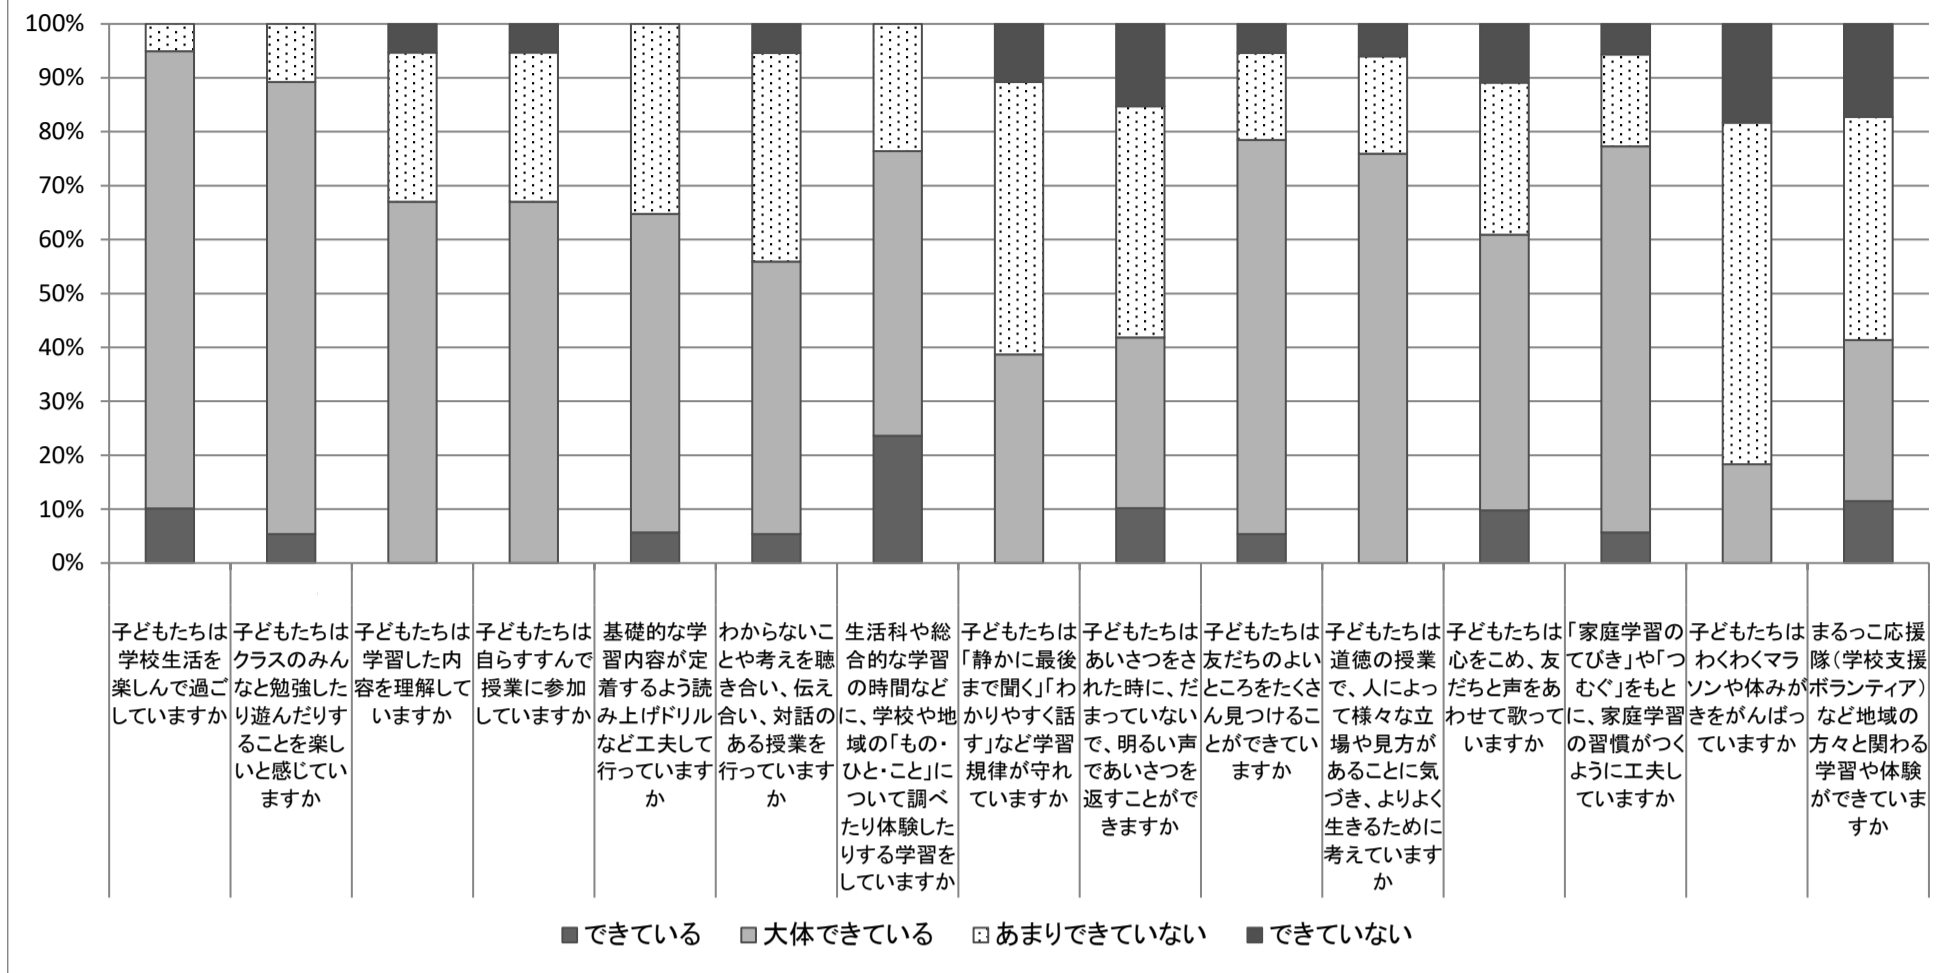 100%
90%
80%
70%
60%
50%
40%
30%
20%
10%
0%
子どもたちは
学校生活を
楽しんで過ご
していますか
子どもたちは
クラスのみん
なと勉強した
り遊んだりす
ることを楽し
いと感じてい
ますか
子どもたちは
学習した内
容を理解して
いますか
子どもたちは
自らすすんで
授業に参加
していますか
基礎的な学
習内容が定
着するよう読
み上げドリル
など工夫して
行っています
か
わからないこ
とや考えを聴
き合い、伝え
合い、対話の
ある授業を
行っています
か
生活科や総
合的な学習
の時間など
に、学校や地
域の「もの・
ひと・こと」に
ついて調べ
たり体験した
りする学習を
していますか
子どもたちは
「静かに最後
まで聞く」「わ
かりやすく話
す」など学習
規律が守れ
ていますか
子どもたちは
あいさつをさ
れた時に、だ
まっていない
で、明るい声
であいさつを
返すことがで
きますか
子どもたちは
友だちのよい
ところをたくさ
ん見つけるこ
とができてい
ますか
子どもたちは
道徳の授業
で、人によっ
て様々な立
場や見方が
あることに気
づき、よりよく
生きるために
考えています
か
子どもたちは
心をこめ、友
だちと声をあ
わせて歌って
いますか
「家庭学習の
てびき」や「つ
むぐ」をもと
に、家庭学習
の習慣がつく
ように工夫し
ていますか
子どもたちは
わくわくマラ
ソンや体みが
きをがんばっ
ていますか
まるっこ応援
隊(学校支援
ボランティア)
など地域の
方々と関わる
学習や体験
ができていま
すか
できている
大体できている
あまりできていない
できていない